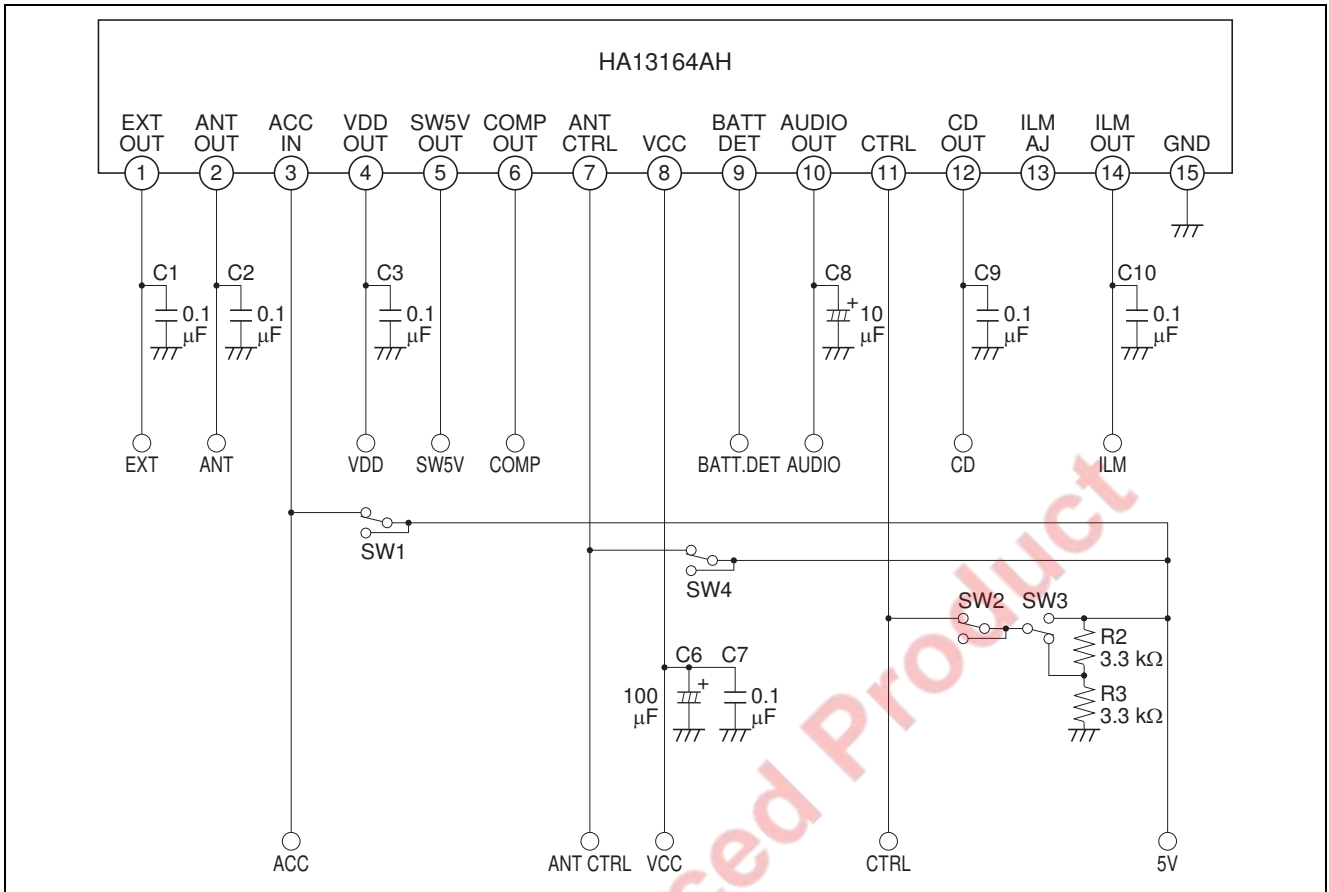 HA13164AH
EXT OUT
ANT OUT
ACC IN
VDD OUT
SW5V OUT
COMP OUT
ANT CTRL
VCC
BATT DET
AUDIO OUT
CTRL
CD OUT
ILM AJ
ILM OUT
GND
1 2 3 4 5 6 7 8 9 10 11 12 13 14 15
C1
0.1 μF
C2
0.1 μF
C3
0.1 μF
C8
+
10 μF
C9
0.1 μF
C10
0.1 μF
EXT
ANT
VDD
SW5V
COMP
BATT.DET
AUDIO
CD
ILM
SW1
SW4
SW2
SW3
R2
3.3 kΩ
R3
3.3 kΩ
C6
+
100 μF
C7
0.1 μF
ACC
ANT CTRL
VCC
CTRL
5V
ced Product